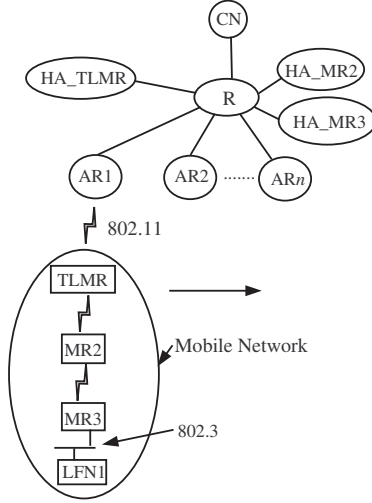 CN
HA_TLMR
HA_MR2
R
HA_MR3
AR1
AR2
.......
ARn
802.11
TLMR
MR2
Mobile Network
MR3
802.3
LFN1